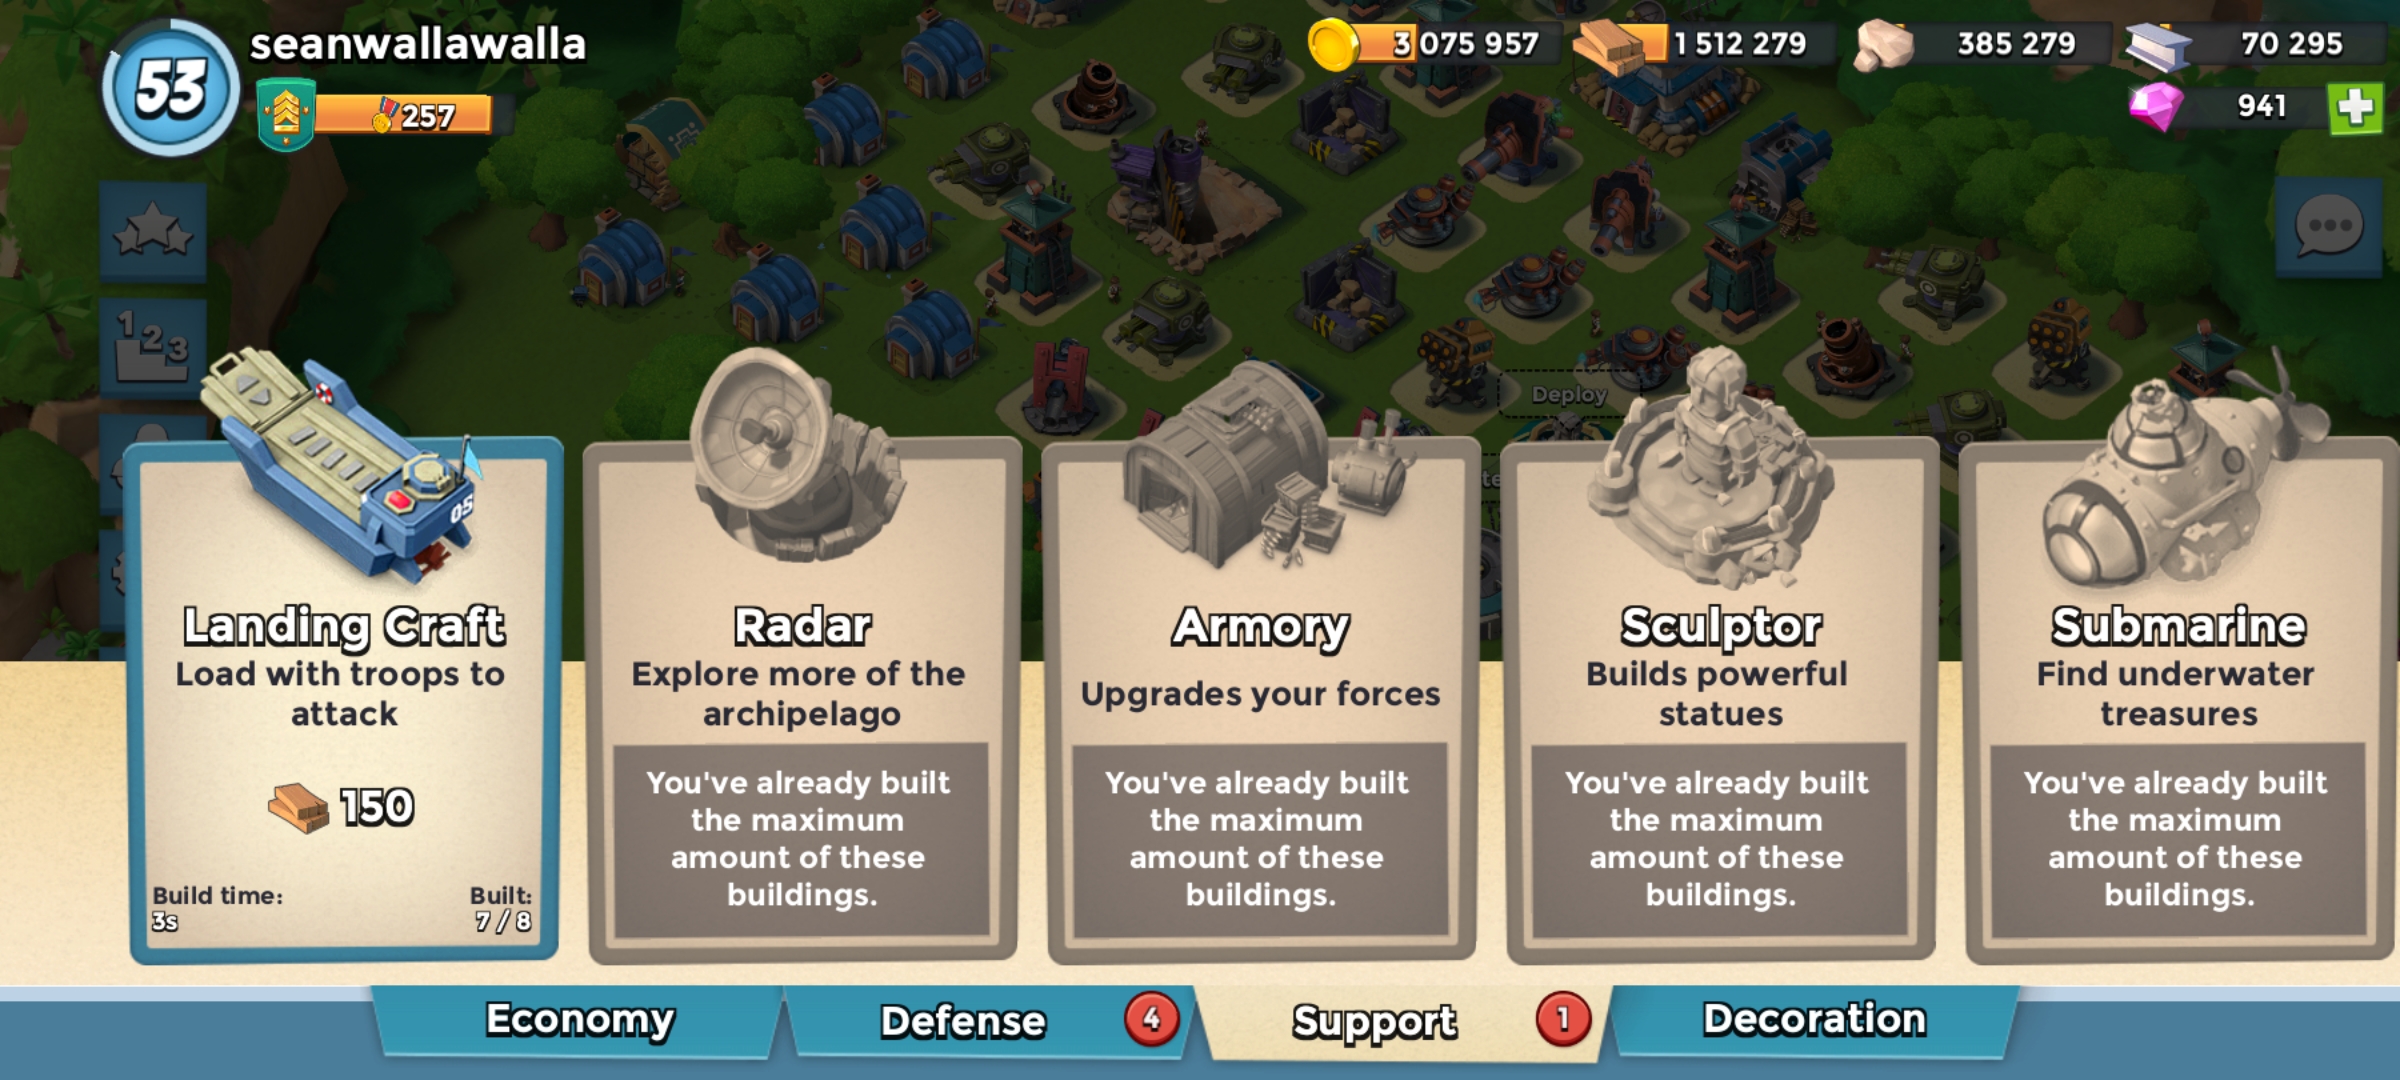 53
seanwallawalla
257
3 075 957
1 512 279
385 279
70 295
941
1 2 3
Deploy
05
Landing Craft
Load with troops to
attack
150
Build time:
3s
Built:
7 / 8
Radar
Explore more of the
archipelago
You've already built
the maximum
amount of these
buildings.
Armory
Upgrades your forces
You've already built
the maximum
amount of these
buildings.
Sculptor
Builds powerful
statues
You've already built
the maximum
amount of these
buildings.
Submarine
Find underwater
treasures
You've already built
the maximum
amount of these
buildings.
Economy
Defense
4
Support
1
Decoration